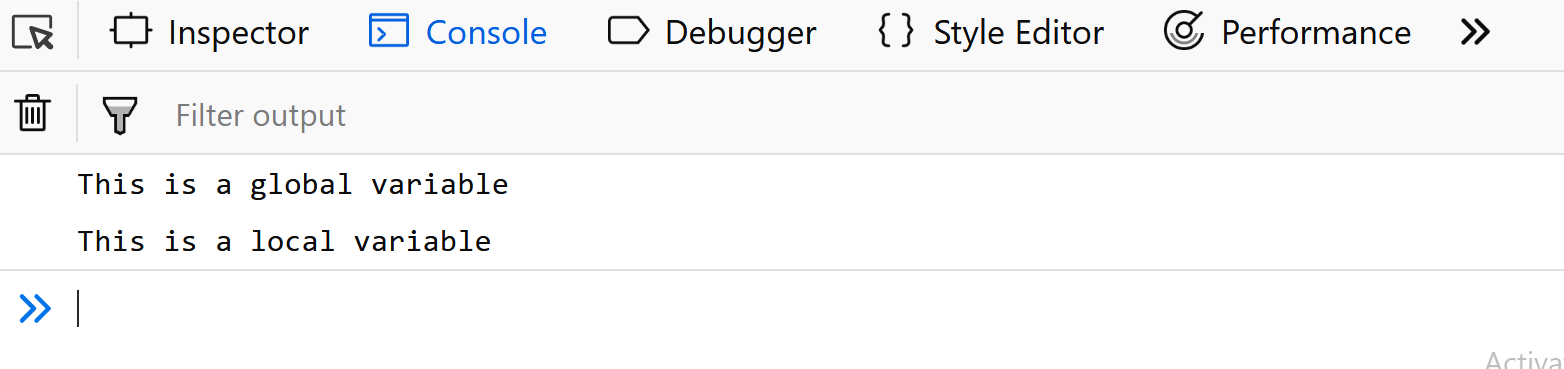 Inspector Console Debugger { } Style Editor Performance
Filter output
This is a global variable
This is a local variable
Activa